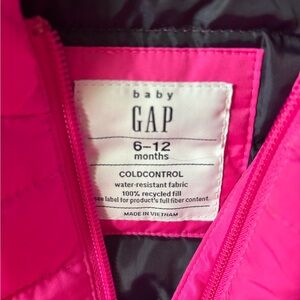 baby
GAP
6–12
months
COLDCONTROL
water-resistant fabric
100% recycled fill
see label for product's full fiber content.
MADE IN VIETNAM